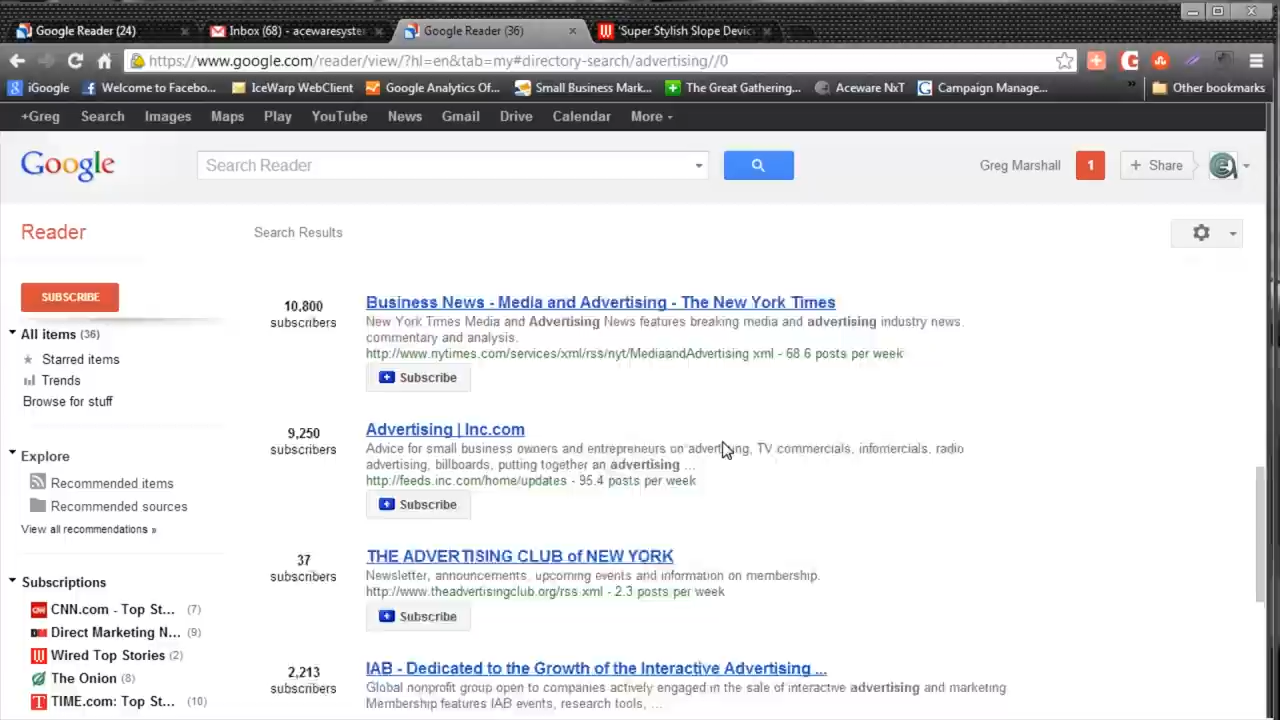 Google Reader (24)
Inbox (68) - acewaresyster
Google Reader (36)
'Super Stylish Slope Devic
https://www.google.com/reader/view/?hl=en&tab=my#directory-search/advertising//0
iGoogle
Welcome to Facebo...
IceWarp WebClient
Google Analytics Of...
Small Business Mark...
The Great Gathering...
Aceware NxT
Campaign Manage...
»
Other bookmarks
+Greg Search Images Maps Play YouTube News Gmail Drive Calendar More
Google
Search Reader
Greg Marshall
1
+ Share
Reader
Search Results
SUBSCRIBE
All items (36)
Starred items
Trends
Browse for stuff
Explore
Recommended items
Recommended sources
View all recommendations »
Subscriptions
CNN.com - Top St... (7)
Direct Marketing N... (9)
Wired Top Stories (2)
The Onion (8)
TIME.com: Top St... (10)
10,800
subscribers
Business News - Media and Advertising - The New York Times
New York Times Media and Advertising News features breaking media and advertising industry news.
commentary and analysis.
http://www.nytimes.com/services/xml/rss/nyt/MediaandAdvertising.xml - 68.6 posts per week
Subscribe
9,250
subscribers
Advertising | Inc.com
Advice for small business owners and entrepreneurs on advertising, TV commercials, infomercials, radio
advertising, billboards, putting together an advertising ...
http://feeds.inc.com/home/updates - 95.4 posts per week
Subscribe
37
subscribers
THE ADVERTISING CLUB of NEW YORK
Newsletter, announcements, upcoming events and information on membership.
http://www.theadvertisingclub.org/rss.xml - 2.3 posts per week
Subscribe
2,213
subscribers
IAB - Dedicated to the Growth of the Interactive Advertising ...
Global nonprofit group open to companies actively engaged in the sale of interactive advertising and marketing
Membership features IAB events, research tools, ...